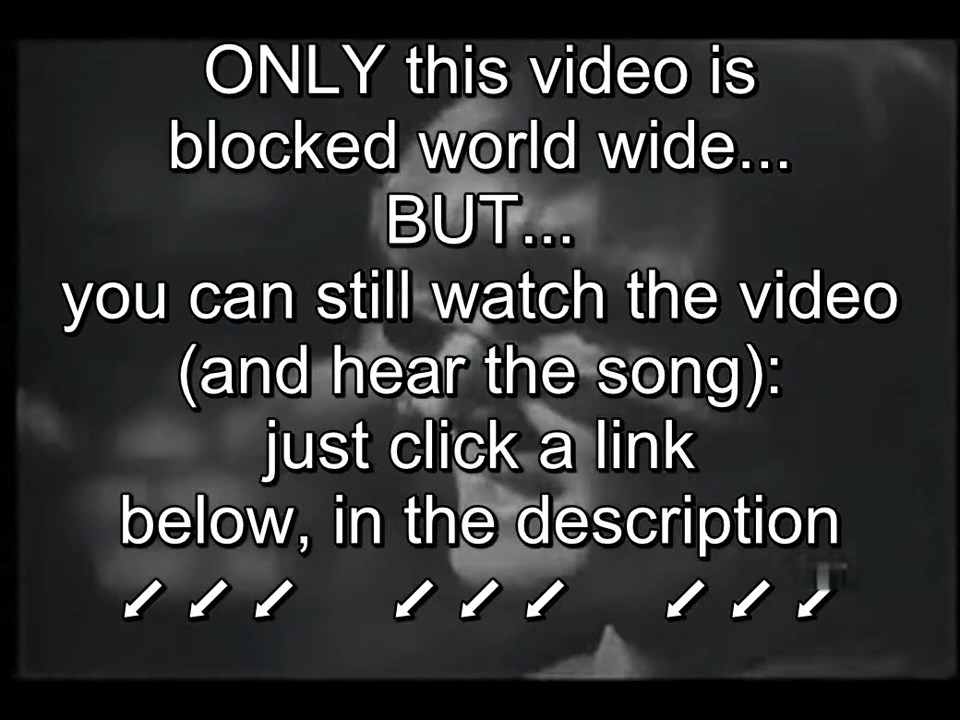 ONLY this video is
blocked world wide...
BUT...
you can still watch the video
(and hear the song):
just click a link
below, in the description
↙ ↙ ↙ ↙ ↙ ↙ ↙ ↙ ↙